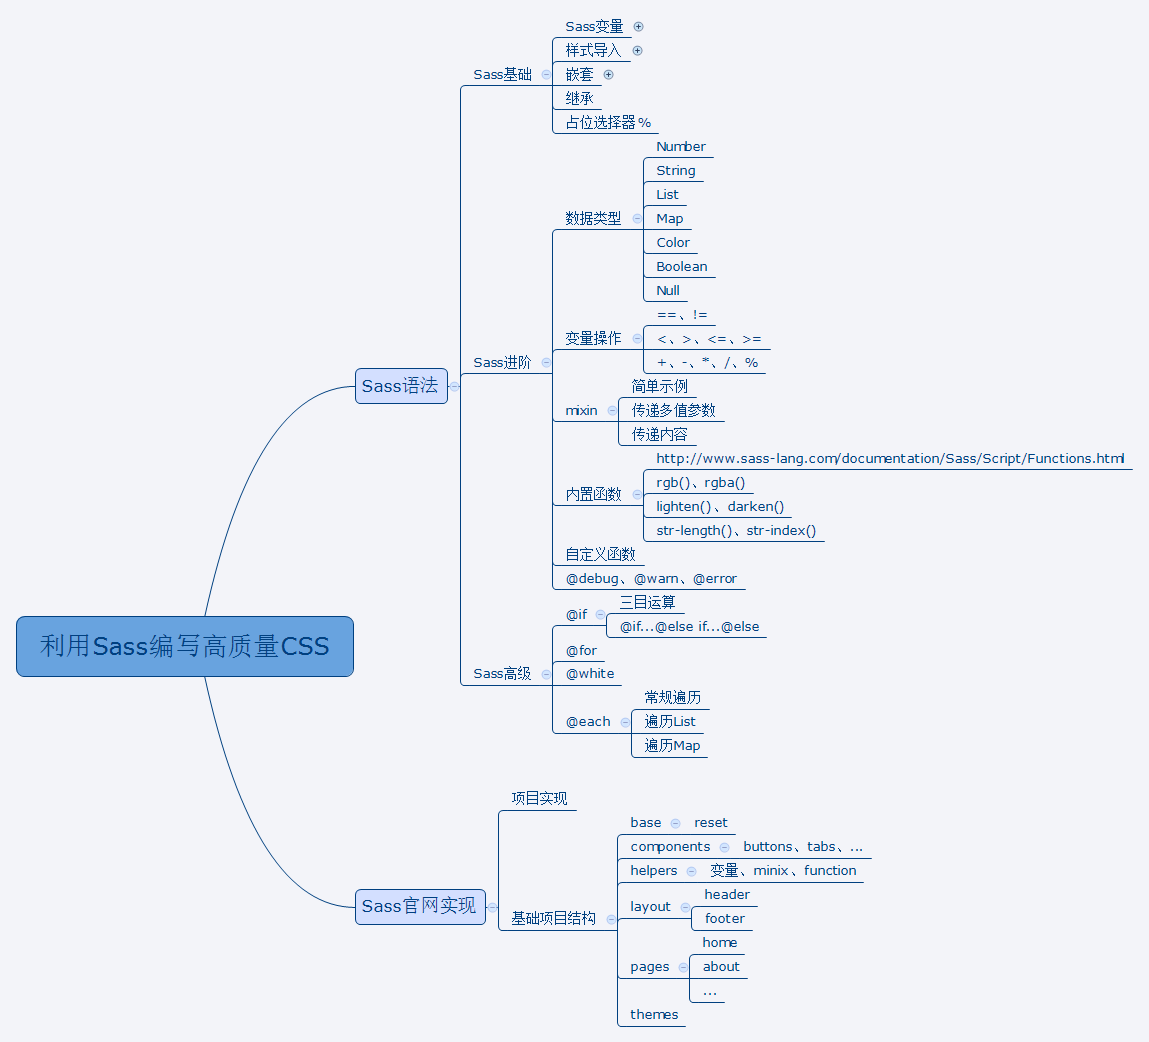 利用Sass编写高质量CSS
Sass语法
Sass基础
Sass变量
样式导入
嵌套
继承
占位选择器%
Sass进阶
数据类型
Number
String
List
Map
Color
Boolean
Null
变量操作
==、!=
<、>、<=、>=
+、-、*、/、%
mixin
简单示例
传递多值参数
传递内容
内置函数
http://www.sass-lang.com/documentation/Sass/Script/Functions.html
rgb()、rgba()
lighten()、darken()
str-length()、str-index()
自定义函数
@debug、@warn、@error
Sass高级
@if
三目运算
@if...@else if...@else
@for
@white
@each
常规遍历
遍历List
遍历Map
Sass官网实现
项目实现
基础项目结构
base
reset
components
buttons、tabs、...
helpers
变量、minix、function
layout
header
footer
pages
home
about
...
themes